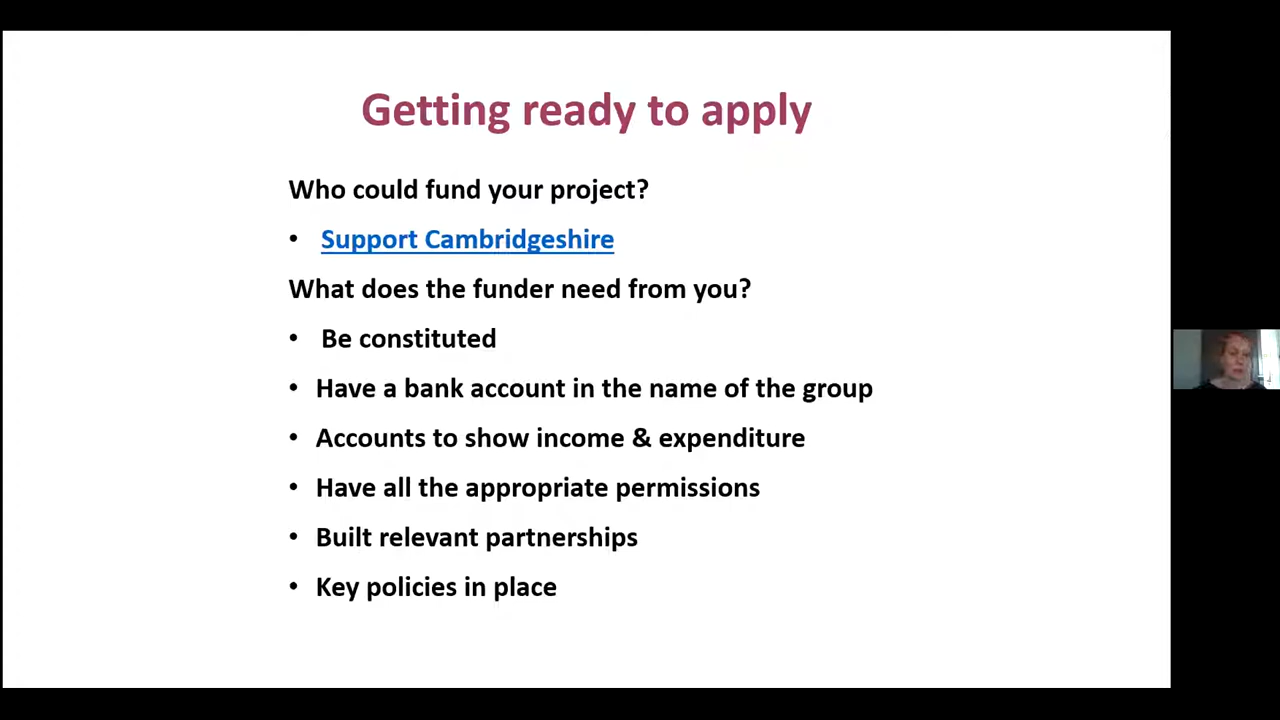 Getting ready to apply
Who could fund your project?
• Support Cambridgeshire
What does the funder need from you?
• Be constituted
• Have a bank account in the name of the group
• Accounts to show income & expenditure
• Have all the appropriate permissions
• Built relevant partnerships
• Key policies in place